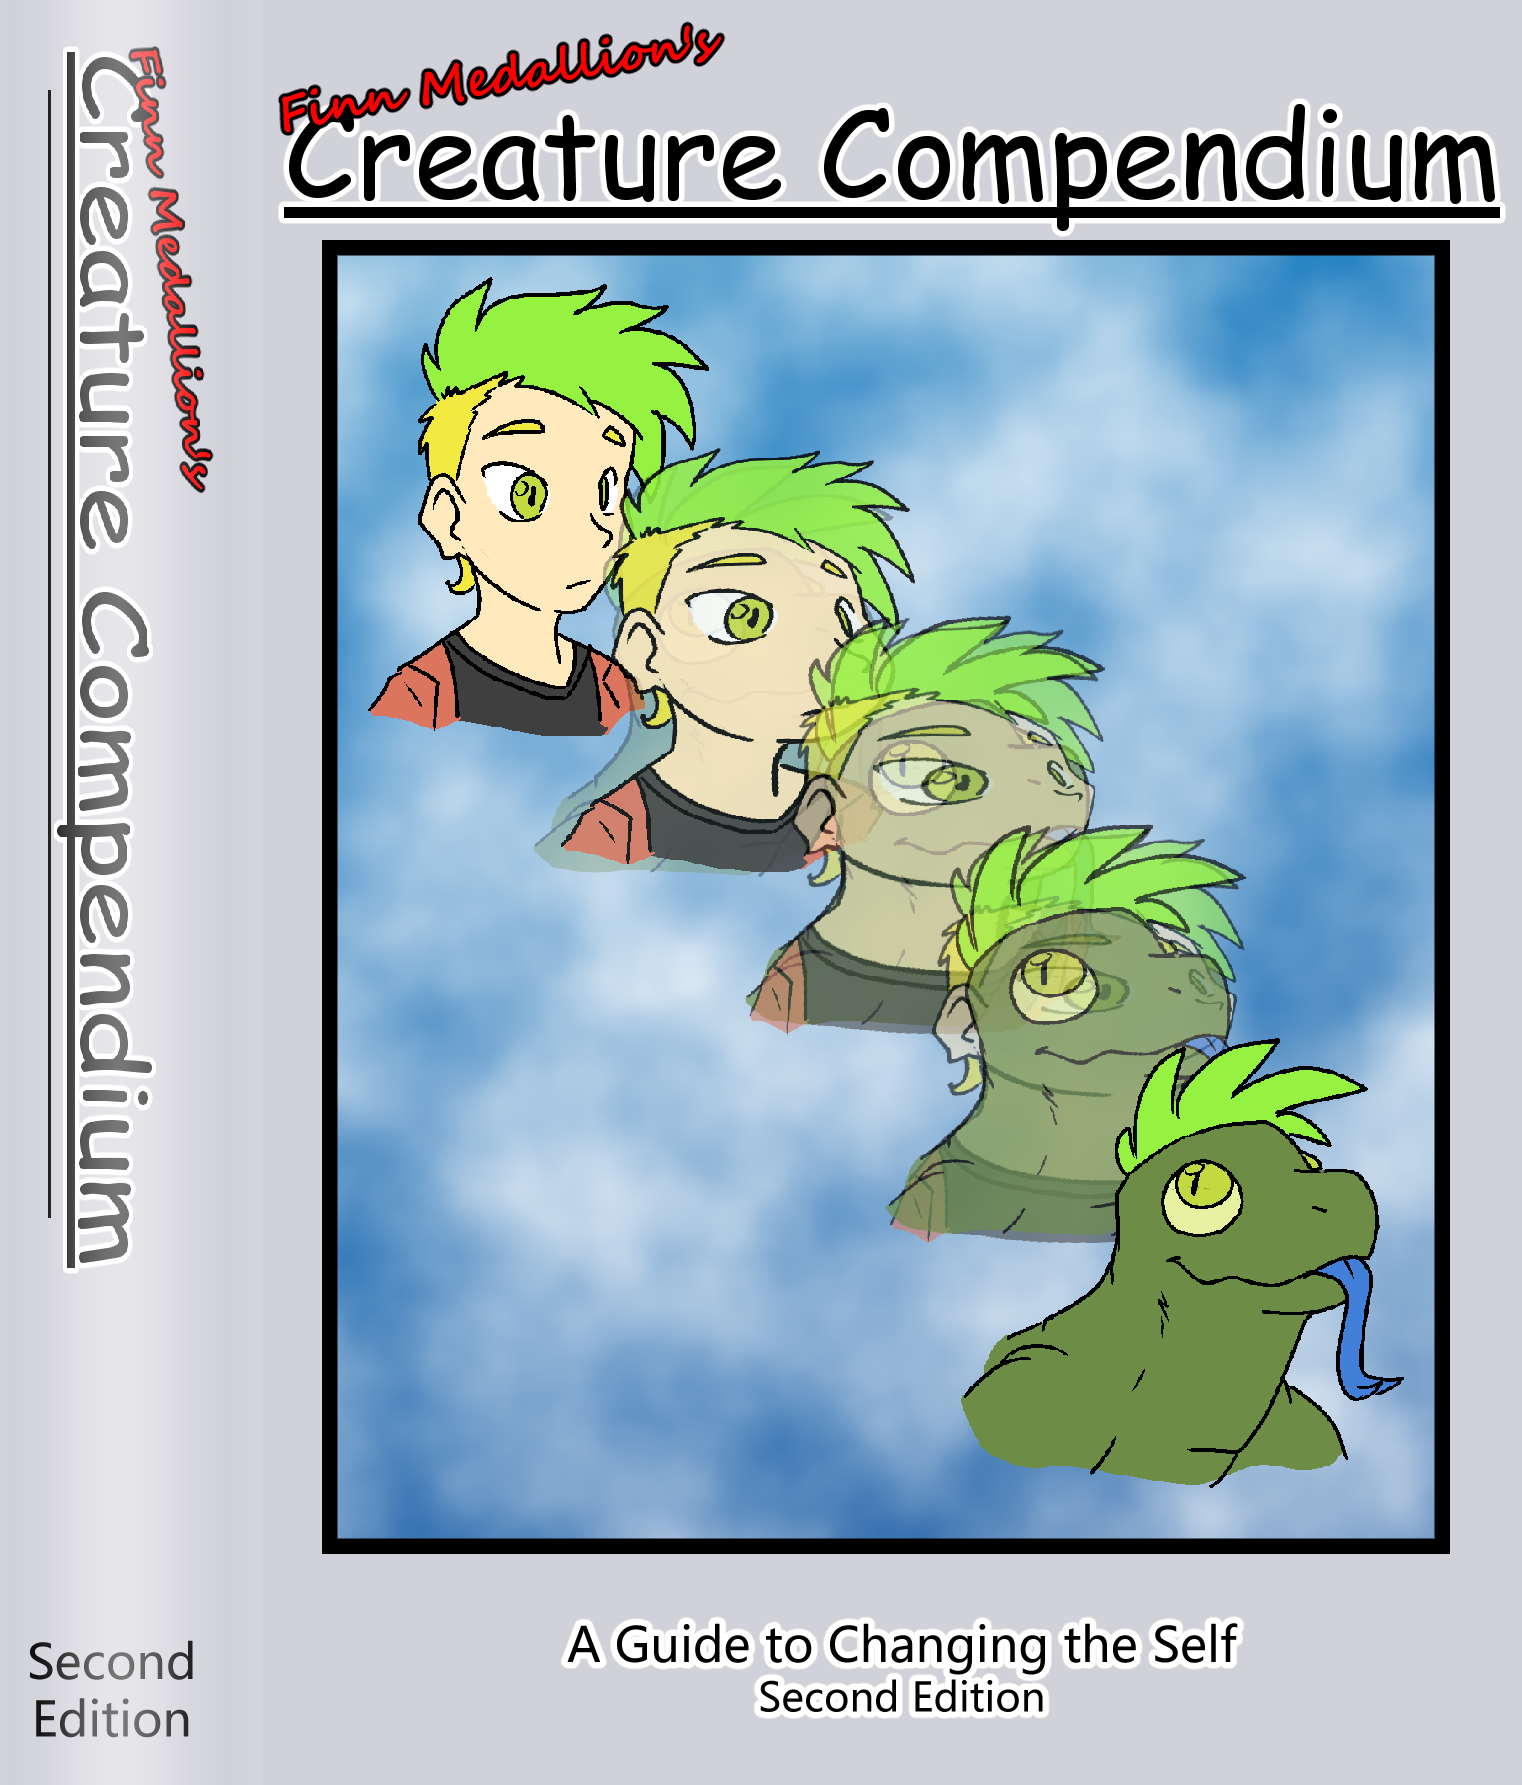 Finn Medallion's
Creature Compendium
Second
Edition
Finn Medallion's
Creature Compendium
A Guide to Changing the Self
Second Edition